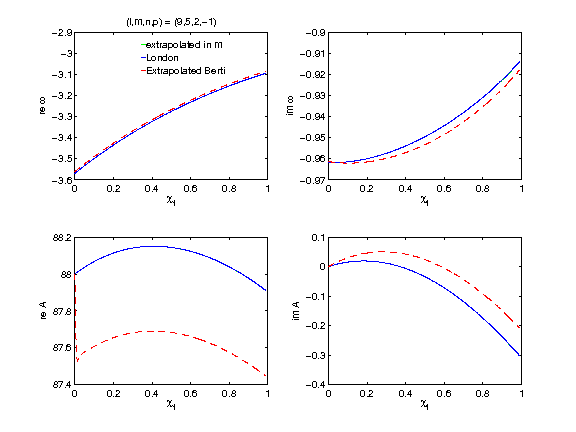 (l,m,n,p) = (9,5,2,−1)
−2.9
−3
−3.1
−3.2
−3.3
−3.4
−3.5
−3.6
re ω
0 0.2 0.4 0.6 0.8 1
χf
extrapolated in m
London
Extrapolated Berti
−0.91
−0.92
−0.93
−0.94
−0.95
−0.96
−0.97
im ω
0 0.2 0.4 0.6 0.8 1
χf
88.2
88
87.8
87.6
87.4
re A
0 0.2 0.4 0.6 0.8 1
χf
0.1
0
−0.1
−0.2
−0.3
−0.4
im A
0 0.2 0.4 0.6 0.8 1
χf